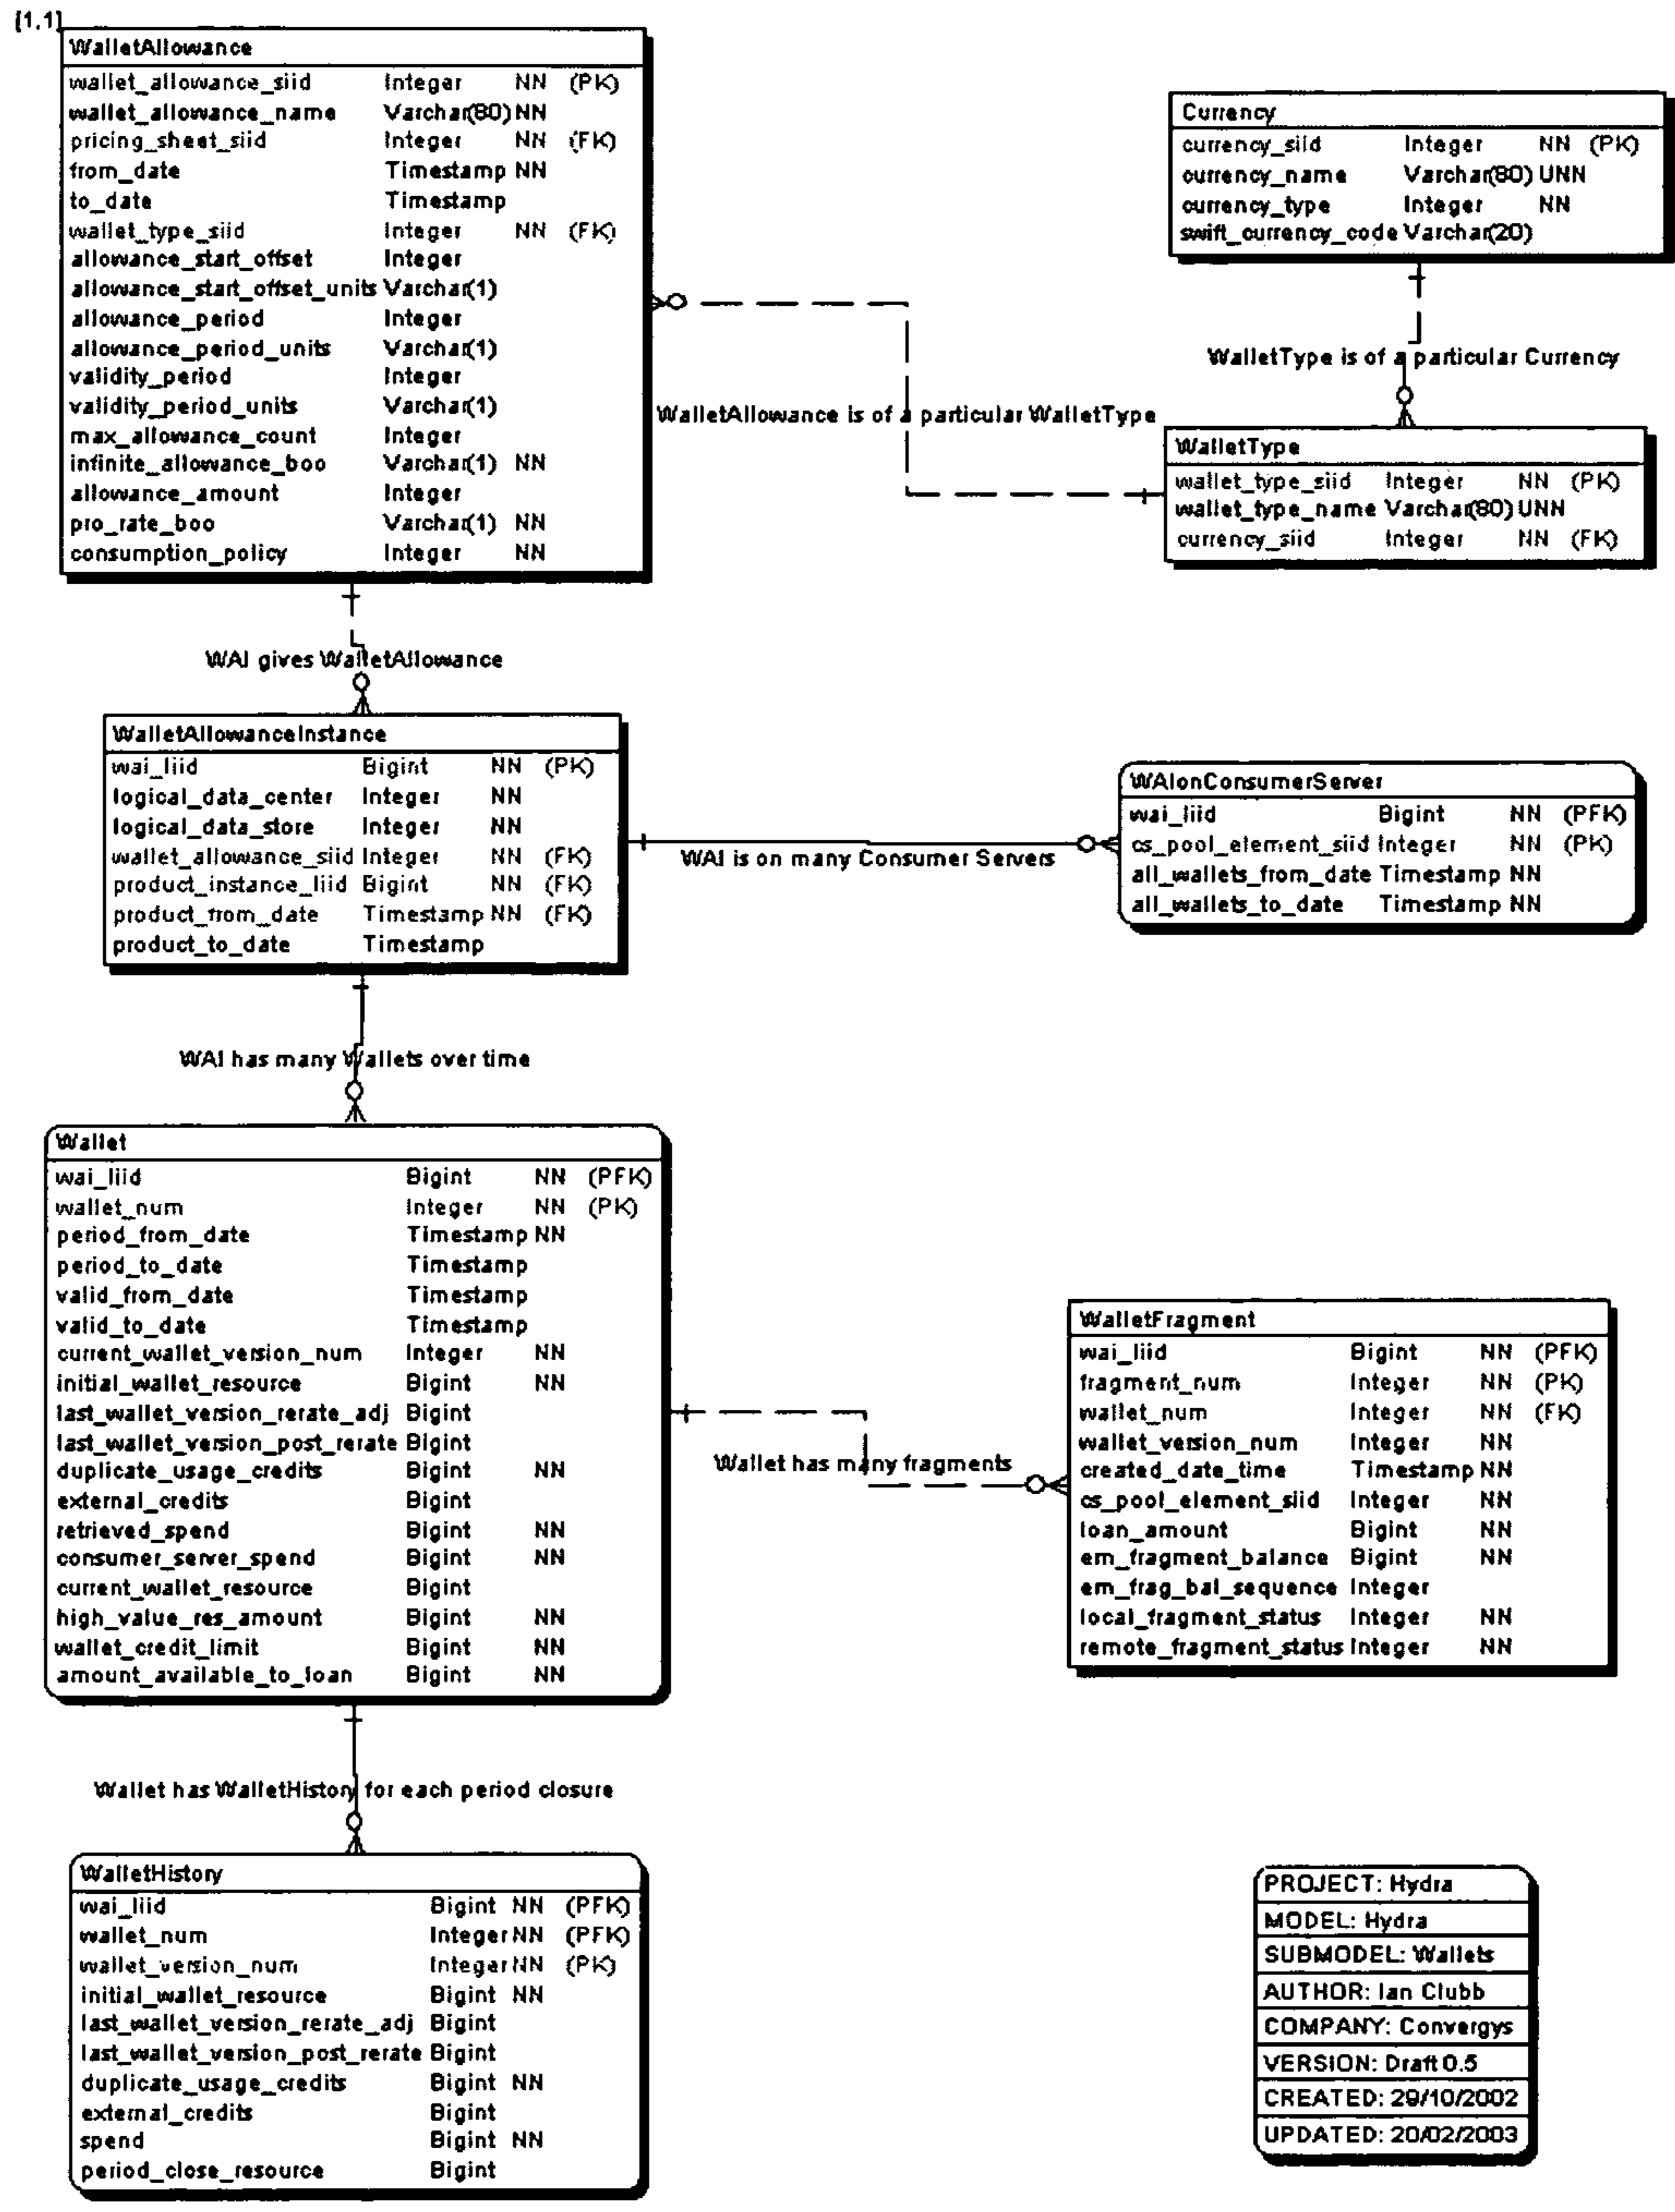 [1,1]
WalletAllowance
wallet_allowance_siid Integer NN (PK)
wallet_allowance_name Varchar(80) NN
pricing_sheet_siid Integer NN (FK)
from_date Timestamp NN
to_date Timestamp
wallet_type_siid Integer NN (FK)
allowance_start_offset Integer
allowance_start_offset_units Varchar(1)
allowance_period Integer
allowance_period_units Varchar(1)
validity_period Integer
validity_period_units Varchar(1)
max_allowance_count Integer
infinite_allowance_boo Varchar(1) NN
allowance_amount Integer
pro_rate_boo Varchar(1) NN
consumption_policy Integer NN
Currency
currency_siid Integer NN (PK)
currency_name Varchar(80) UNN
currency_type Integer NN
swift_currency_code Varchar(20)
WalletType is of a particular Currency
WalletAllowance is of a particular WalletType
WalletType
wallet_type_siid Integer NN (PK)
wallet_type_name Varchar(80) UNN
currency_siid Integer NN (FK)
WAI gives WalletAllowance
WalletAllowanceInstance
wai_liid Bigint NN (PK)
logical_data_center Integer NN
logical_data_store Integer NN
wallet_allowance_siid Integer NN (FK)
product_instance_liid Bigint NN (FK)
product_from_date Timestamp NN (FK)
product_to_date Timestamp
WAI is on many Consumer Servers
WAIonConsumerServer
wai_liid Bigint NN (PFK)
cs_pool_element_siid Integer NN (PK)
all_wallets_from_date Timestamp NN
all_wallets_to_date Timestamp NN
WAI has many Wallets over time
Wallet
wai_liid Bigint NN (PFK)
wallet_num Integer NN (PK)
period_from_date Timestamp NN
period_to_date Timestamp
valid_from_date Timestamp
valid_to_date Timestamp
current_wallet_version_num Integer NN
initial_wallet_resource Bigint NN
last_wallet_version_rerate_adj Bigint
last_wallet_version_post_rerate Bigint
duplicate_usage_credits Bigint NN
external_credits Bigint
retrieved_spend Bigint NN
consumer_server_spend Bigint NN
current_wallet_resource Bigint
high_value_res_amount Bigint NN
wallet_credit_limit Bigint NN
amount_available_to_loan Bigint NN
Wallet has many fragments
WalletFragment
wai_liid Bigint NN (PFK)
fragment_num Integer NN (PK)
wallet_num Integer NN (FK)
wallet_version_num Integer NN
created_date_time Timestamp NN
cs_pool_element_siid Integer NN
loan_amount Bigint NN
em_fragment_balance Bigint NN
em_frag_bal_sequence Integer
local_fragment_status Integer NN
remote_fragment_status Integer NN
Wallet has WalletHistory for each period closure
WalletHistory
wai_liid Bigint NN (PFK)
wallet_num Integer NN (PFK)
wallet_version_num Integer NN (PK)
initial_wallet_resource Bigint NN
last_wallet_version_rerate_adj Bigint
last_wallet_version_post_rerate Bigint
duplicate_usage_credits Bigint NN
external_credits Bigint
spend Bigint NN
period_close_resource Bigint
PROJECT: Hydra
MODEL: Hydra
SUBMODEL: Wallets
AUTHOR: Ian Clubb
COMPANY: Convergys
VERSION: Draft 0.5
CREATED: 29/10/2002
UPDATED: 20/02/2003